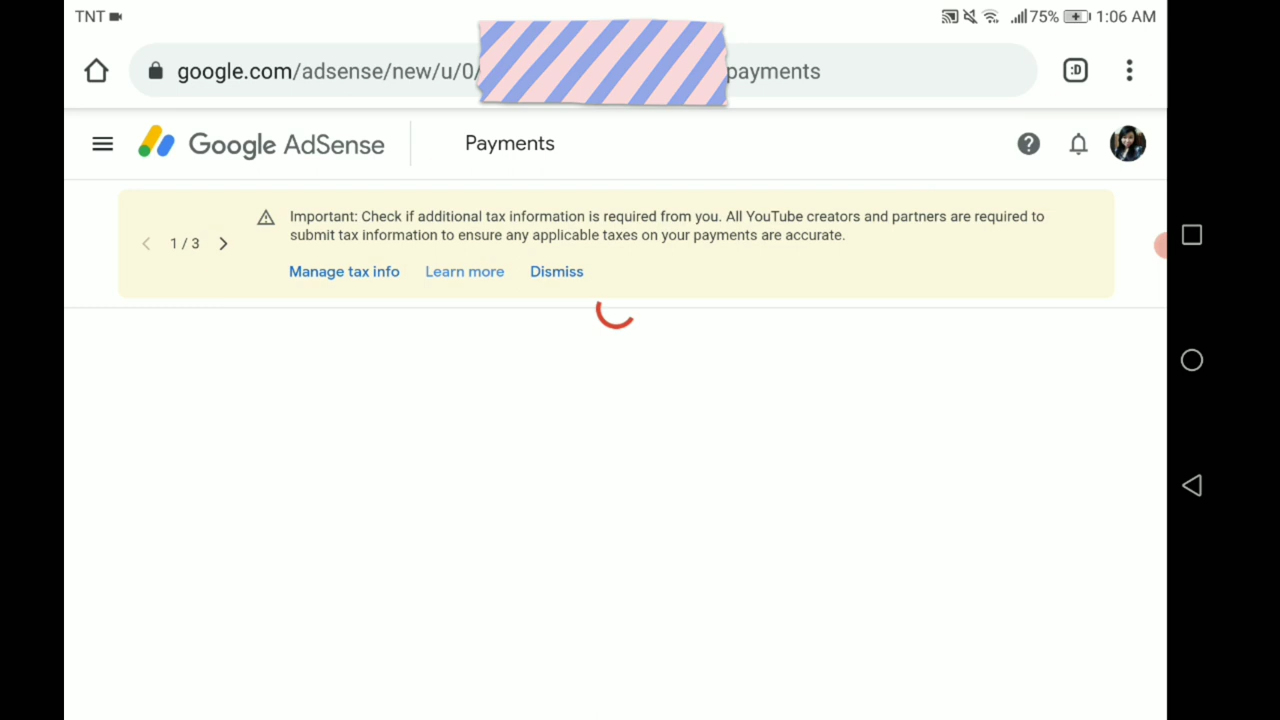 TNT 75% 1:06 AM
google.com/adsense/new/u/0/ payments :D
Google AdSense Payments
Important: Check if additional tax information is required from you. All YouTube creators and partners are required to
1 / 3 submit tax information to ensure any applicable taxes on your payments are accurate.
Manage tax info Learn more Dismiss